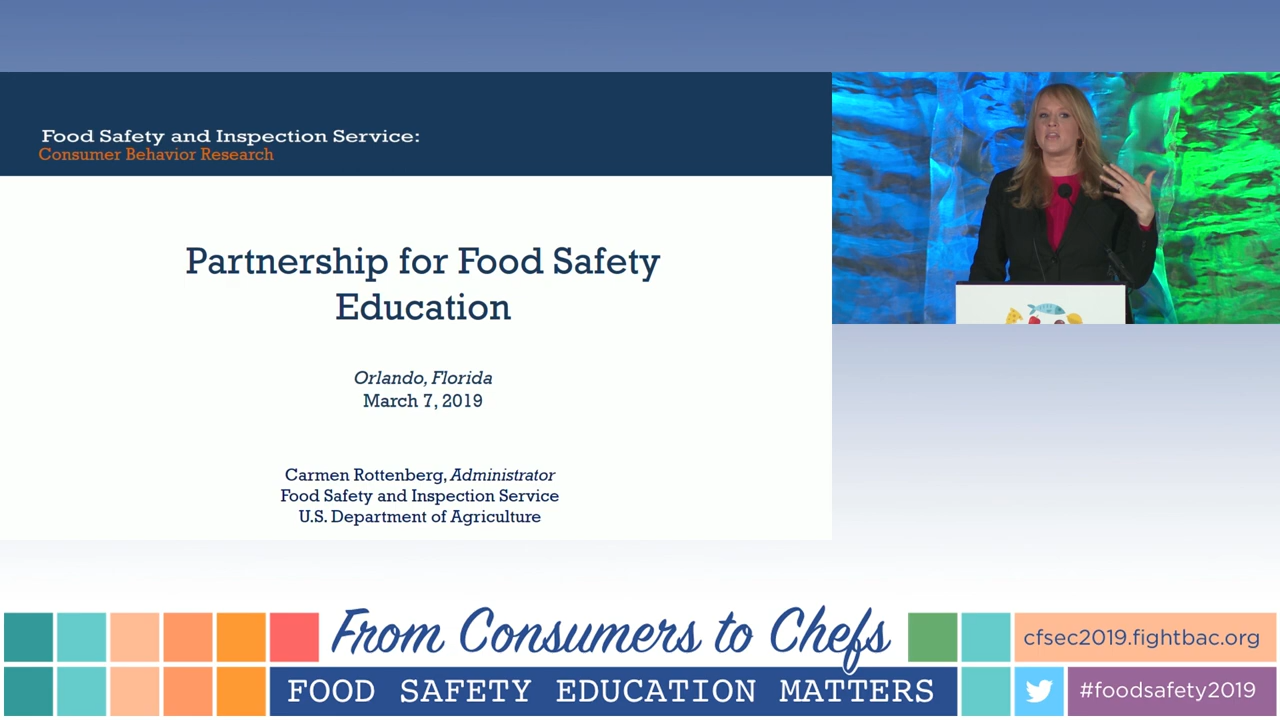 Food Safety and Inspection Service:
Consumer Behavior Research
Partnership for Food Safety
Education
Orlando, Florida
March 7, 2019
Carmen Rottenberg, Administrator
Food Safety and Inspection Service
U.S. Department of Agriculture
From Consumers to Chefs
FOOD SAFETY EDUCATION MATTERS
cfsec2019.fightbac.org
#foodsafety2019